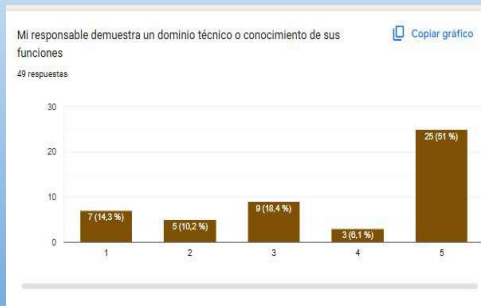 Mi responsable demuestra un dominio técnico o conocimiento de sus
funciones
Copiar gráfico
49 respuestas
30
20
10
0
7 (14,3 %)
5 (10,2 %)
9 (18,4 %)
3 (6,1 %)
25 (51 %)
1
2
3
4
5